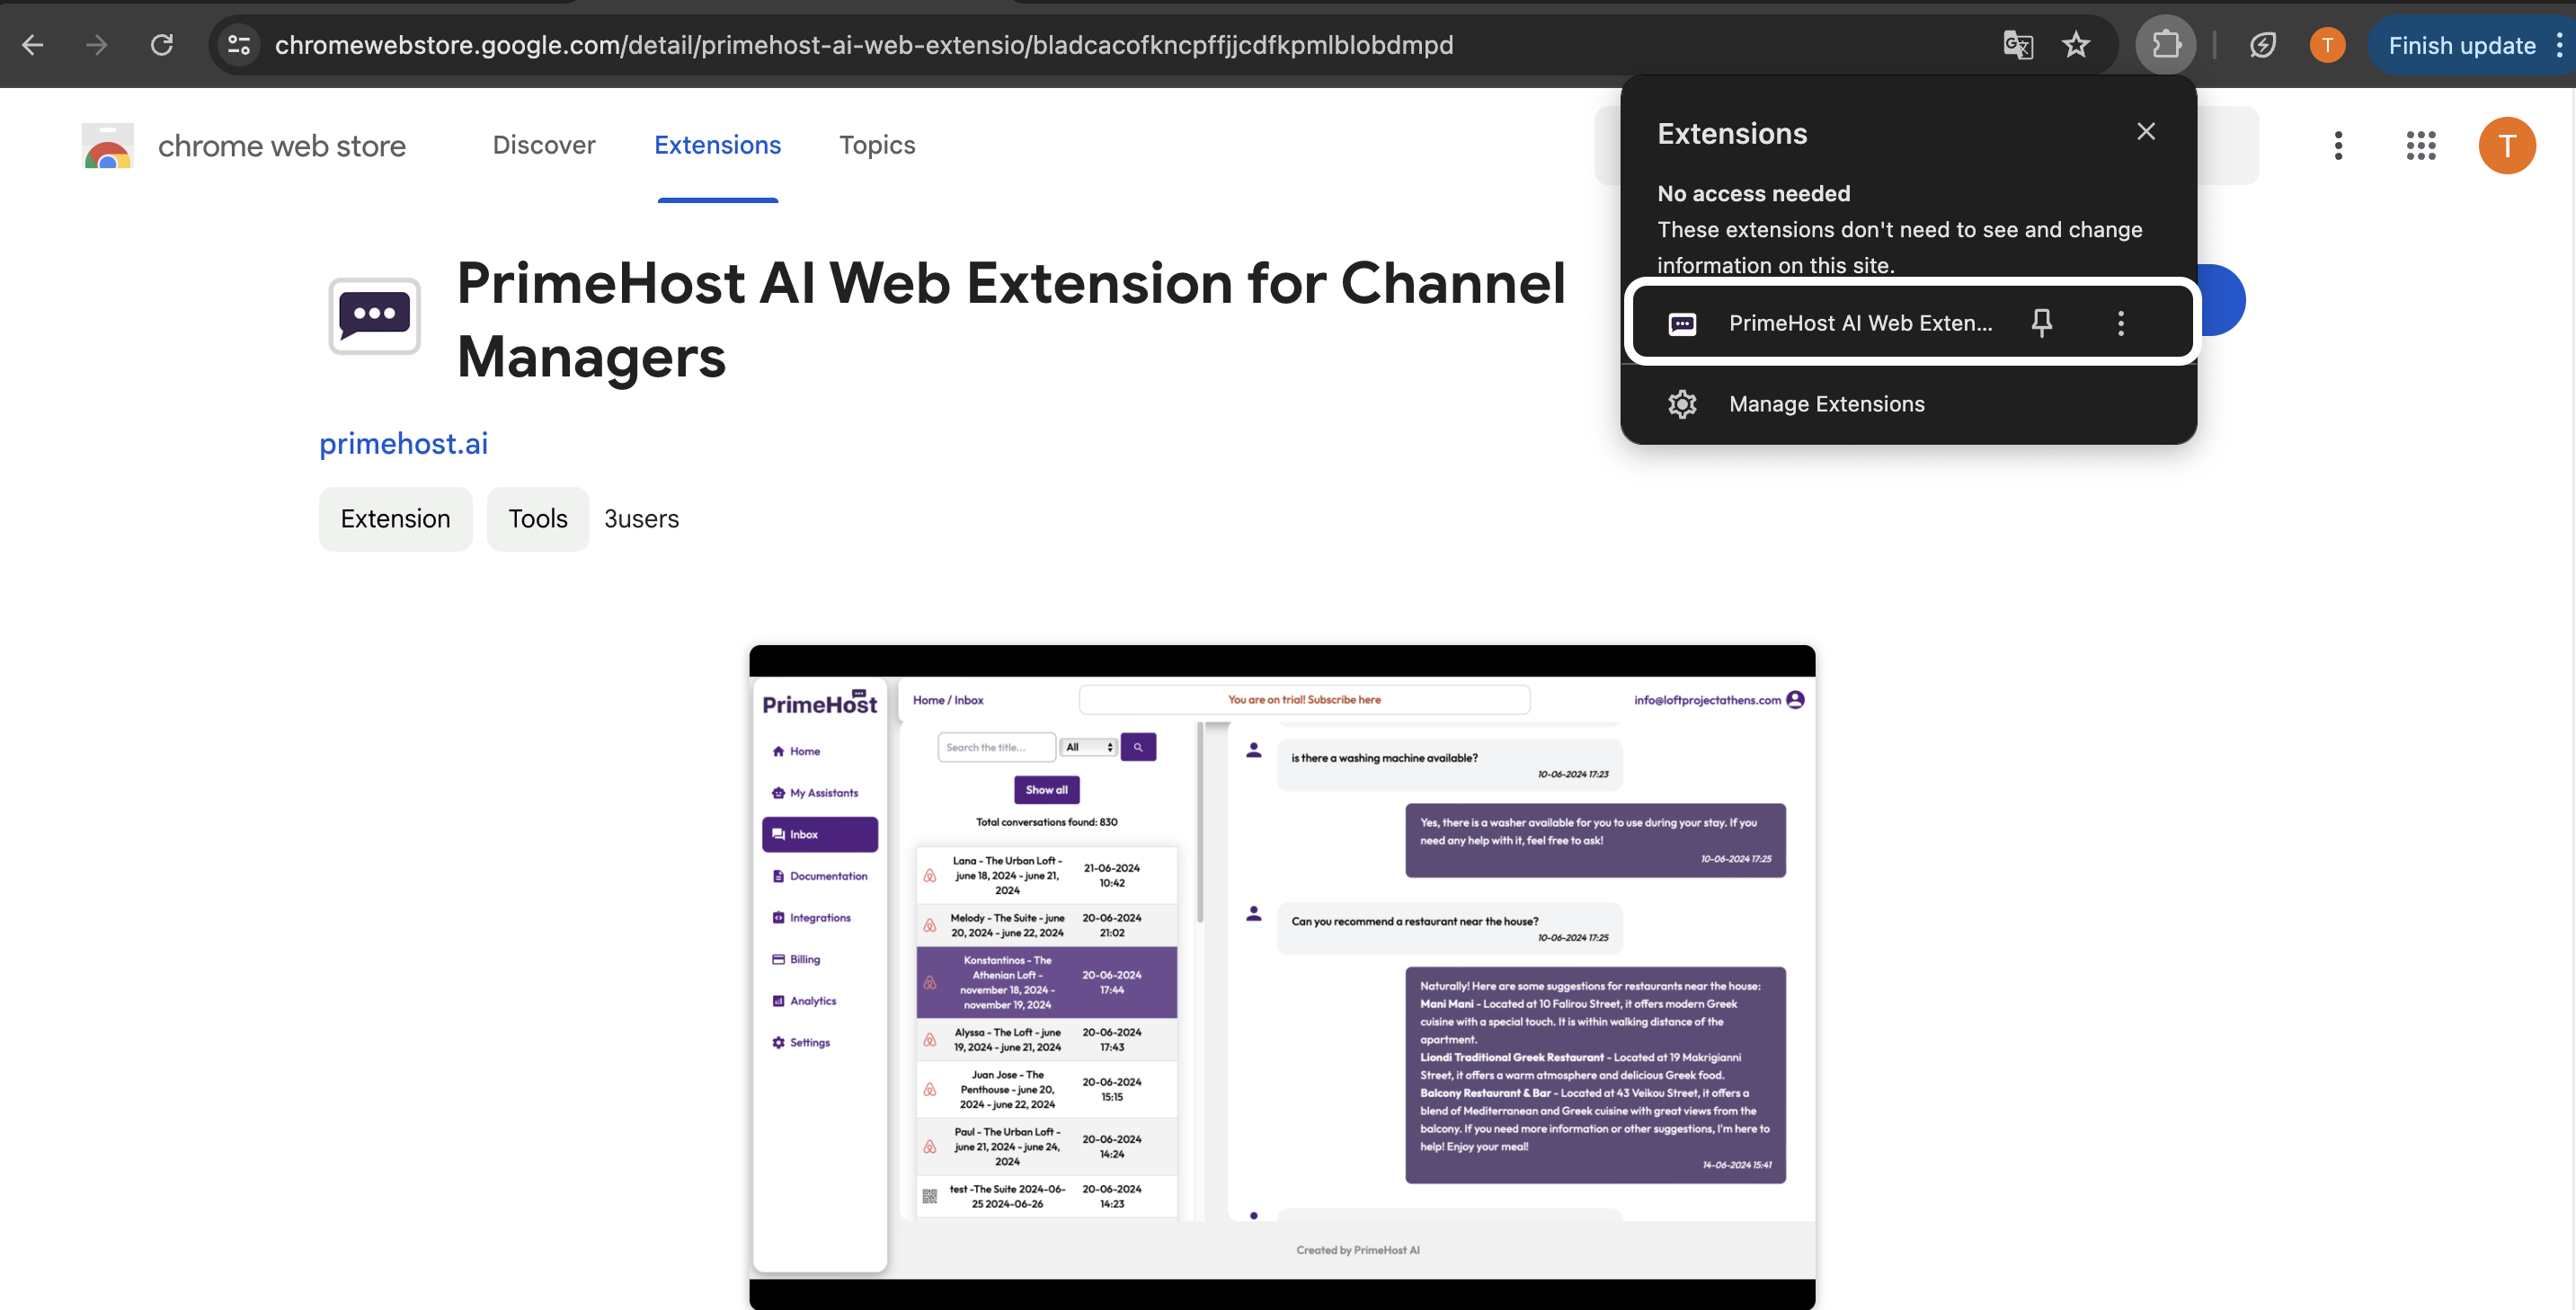 chromewebstore.google.com/detail/primehost-ai-web-extensio/bladcacofkncpffjjcdfkpmlblobdmpd
T
Finish update
chrome web store
Discover
Extensions
Topics
T
Extensions
No access needed
These extensions don't need to see and change
information on this site.
PrimeHost AI Web Exten...
Manage Extensions
PrimeHost AI Web Extension for Channel
Managers
primehost.ai
Extension
Tools
3users
PrimeHost
Home / Inbox
You are on trial! Subscribe here
info@loftprojectathens.com
Home
My Assistants
Inbox
Documentation
Integrations
Billing
Analytics
Settings
Search the title...
All
Show all
Total conversations found: 830
Lana - The Urban Loft -
june 18, 2024 - june 21,
2024
21-06-2024
10:42
Melody - The Suite - june
20, 2024 - june 22, 2024
20-06-2024
21:02
Konstantinos - The
Athenian Loft -
november 18, 2024 -
november 19, 2024
20-06-2024
17:44
Alyssa - The Loft - june
19, 2024 - june 21, 2024
20-06-2024
17:43
Juan Jose - The
Penthouse - june 20,
2024 - june 22, 2024
20-06-2024
15:15
Paul - The Urban Loft -
june 21, 2024 - june 24,
2024
20-06-2024
14:24
test -The Suite 2024-06-
25 2024-06-26
20-06-2024
14:23
is there a washing machine available?
10-06-2024 17:23
Yes, there is a washer available for you to use during your stay. If you
need any help with it, feel free to ask!
10-06-2024 17:25
Can you recommend a restaurant near the house?
10-06-2024 17:25
Naturally! Here are some suggestions for restaurants near the house:
Mani Mani - Located at 10 Falirou Street, it offers modern Greek
cuisine with a special touch. It is within walking distance of the
apartment.
Liondi Traditional Greek Restaurant - Located at 19 Makrigianni
Street, it offers a warm atmosphere and delicious Greek food.
Balcony Restaurant & Bar - Located at 43 Veikou Street, it offers a
blend of Mediterranean and Greek cuisine with great views from the
balcony. If you need more information or other suggestions, I'm here to
help! Enjoy your meal!
14-06-2024 15:41
Created by PrimeHost AI